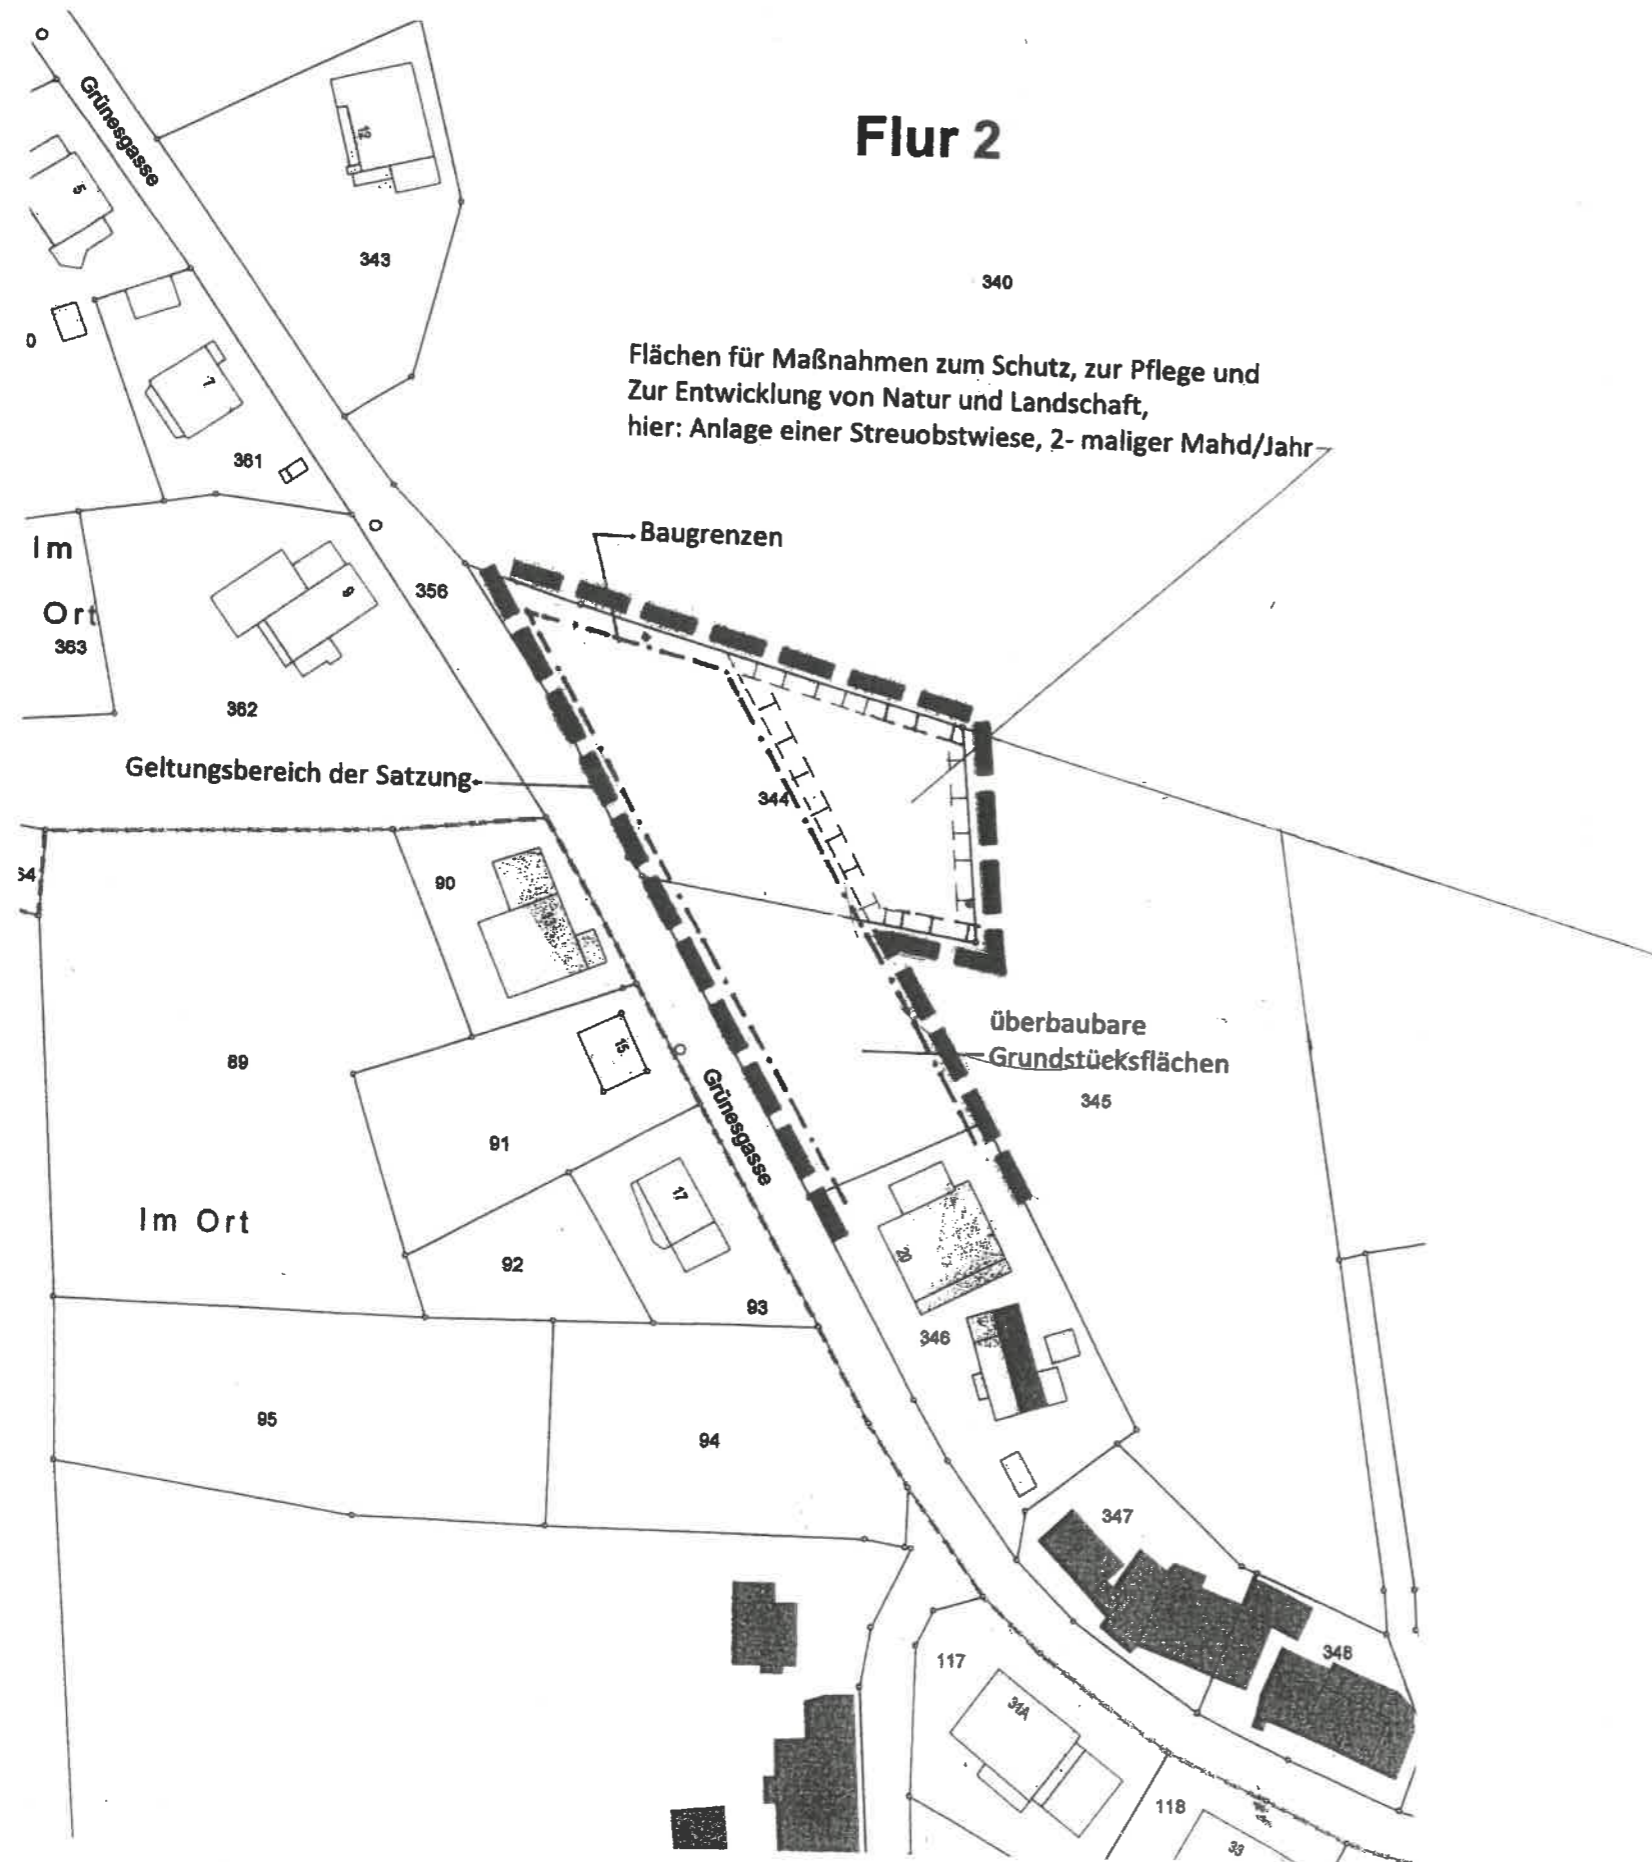 Grünesgasse
Flur 2
12
5
343
340
0
7
Flächen für Maßnahmen zum Schutz, zur Pflege und
Zur Entwicklung von Natur und Landschaft,
hier: Anlage einer Streuobstwiese, 2- maliger Mahd/Jahr
361
Baugrenzen
Im
Ort
363
9
356
362
Geltungsbereich der Satzung
344
90
überbaubare
Grundstücksflächen
345
89
15
Grünesgasse
91
17
Im Ort
92
93
20
346
95
94
347
348
117
31A
118
33